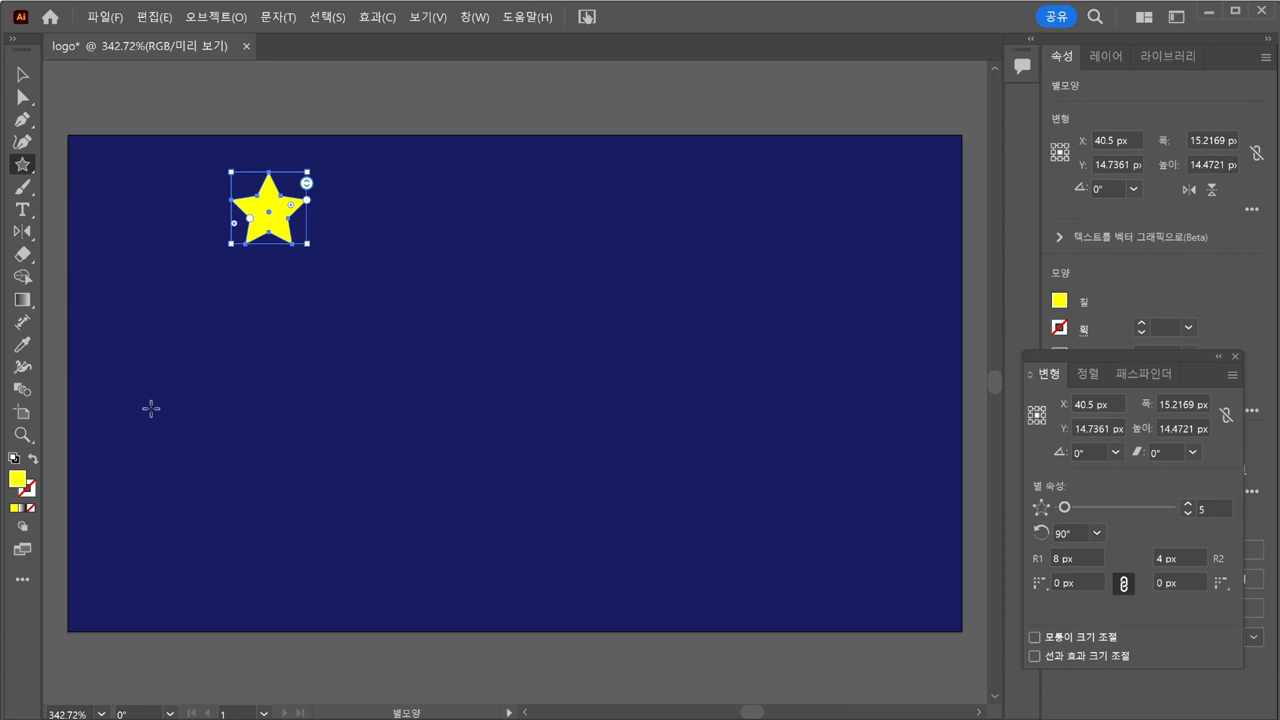 Ai 파일(F) 편집(E) 오브젝트(O) 문자(T) 선택(S) 효과(C) 보기(V) 창(W) 도움말(H) 공유
logo* @ 342.72%(RGB/미리 보기)
속성 레이어 라이브러리
별모양
변형
X: 40.5 px 폭: 15.2169 px
Y: 14.7361 px 높이: 14.4721 px
0°
텍스트를 벡터 그래픽으로(Beta)
모양
칠
획
변형 정렬 패스파인더
X: 40.5 px 폭: 15.2169 px
Y: 14.7361 px 높이: 14.4721 px
0° 0°
별 속성:
5
90°
R1 8 px 4 px R2
0 px 0 px
모퉁이 크기 조절
선과 효과 크기 조절
342.72% 0° 1 별모양